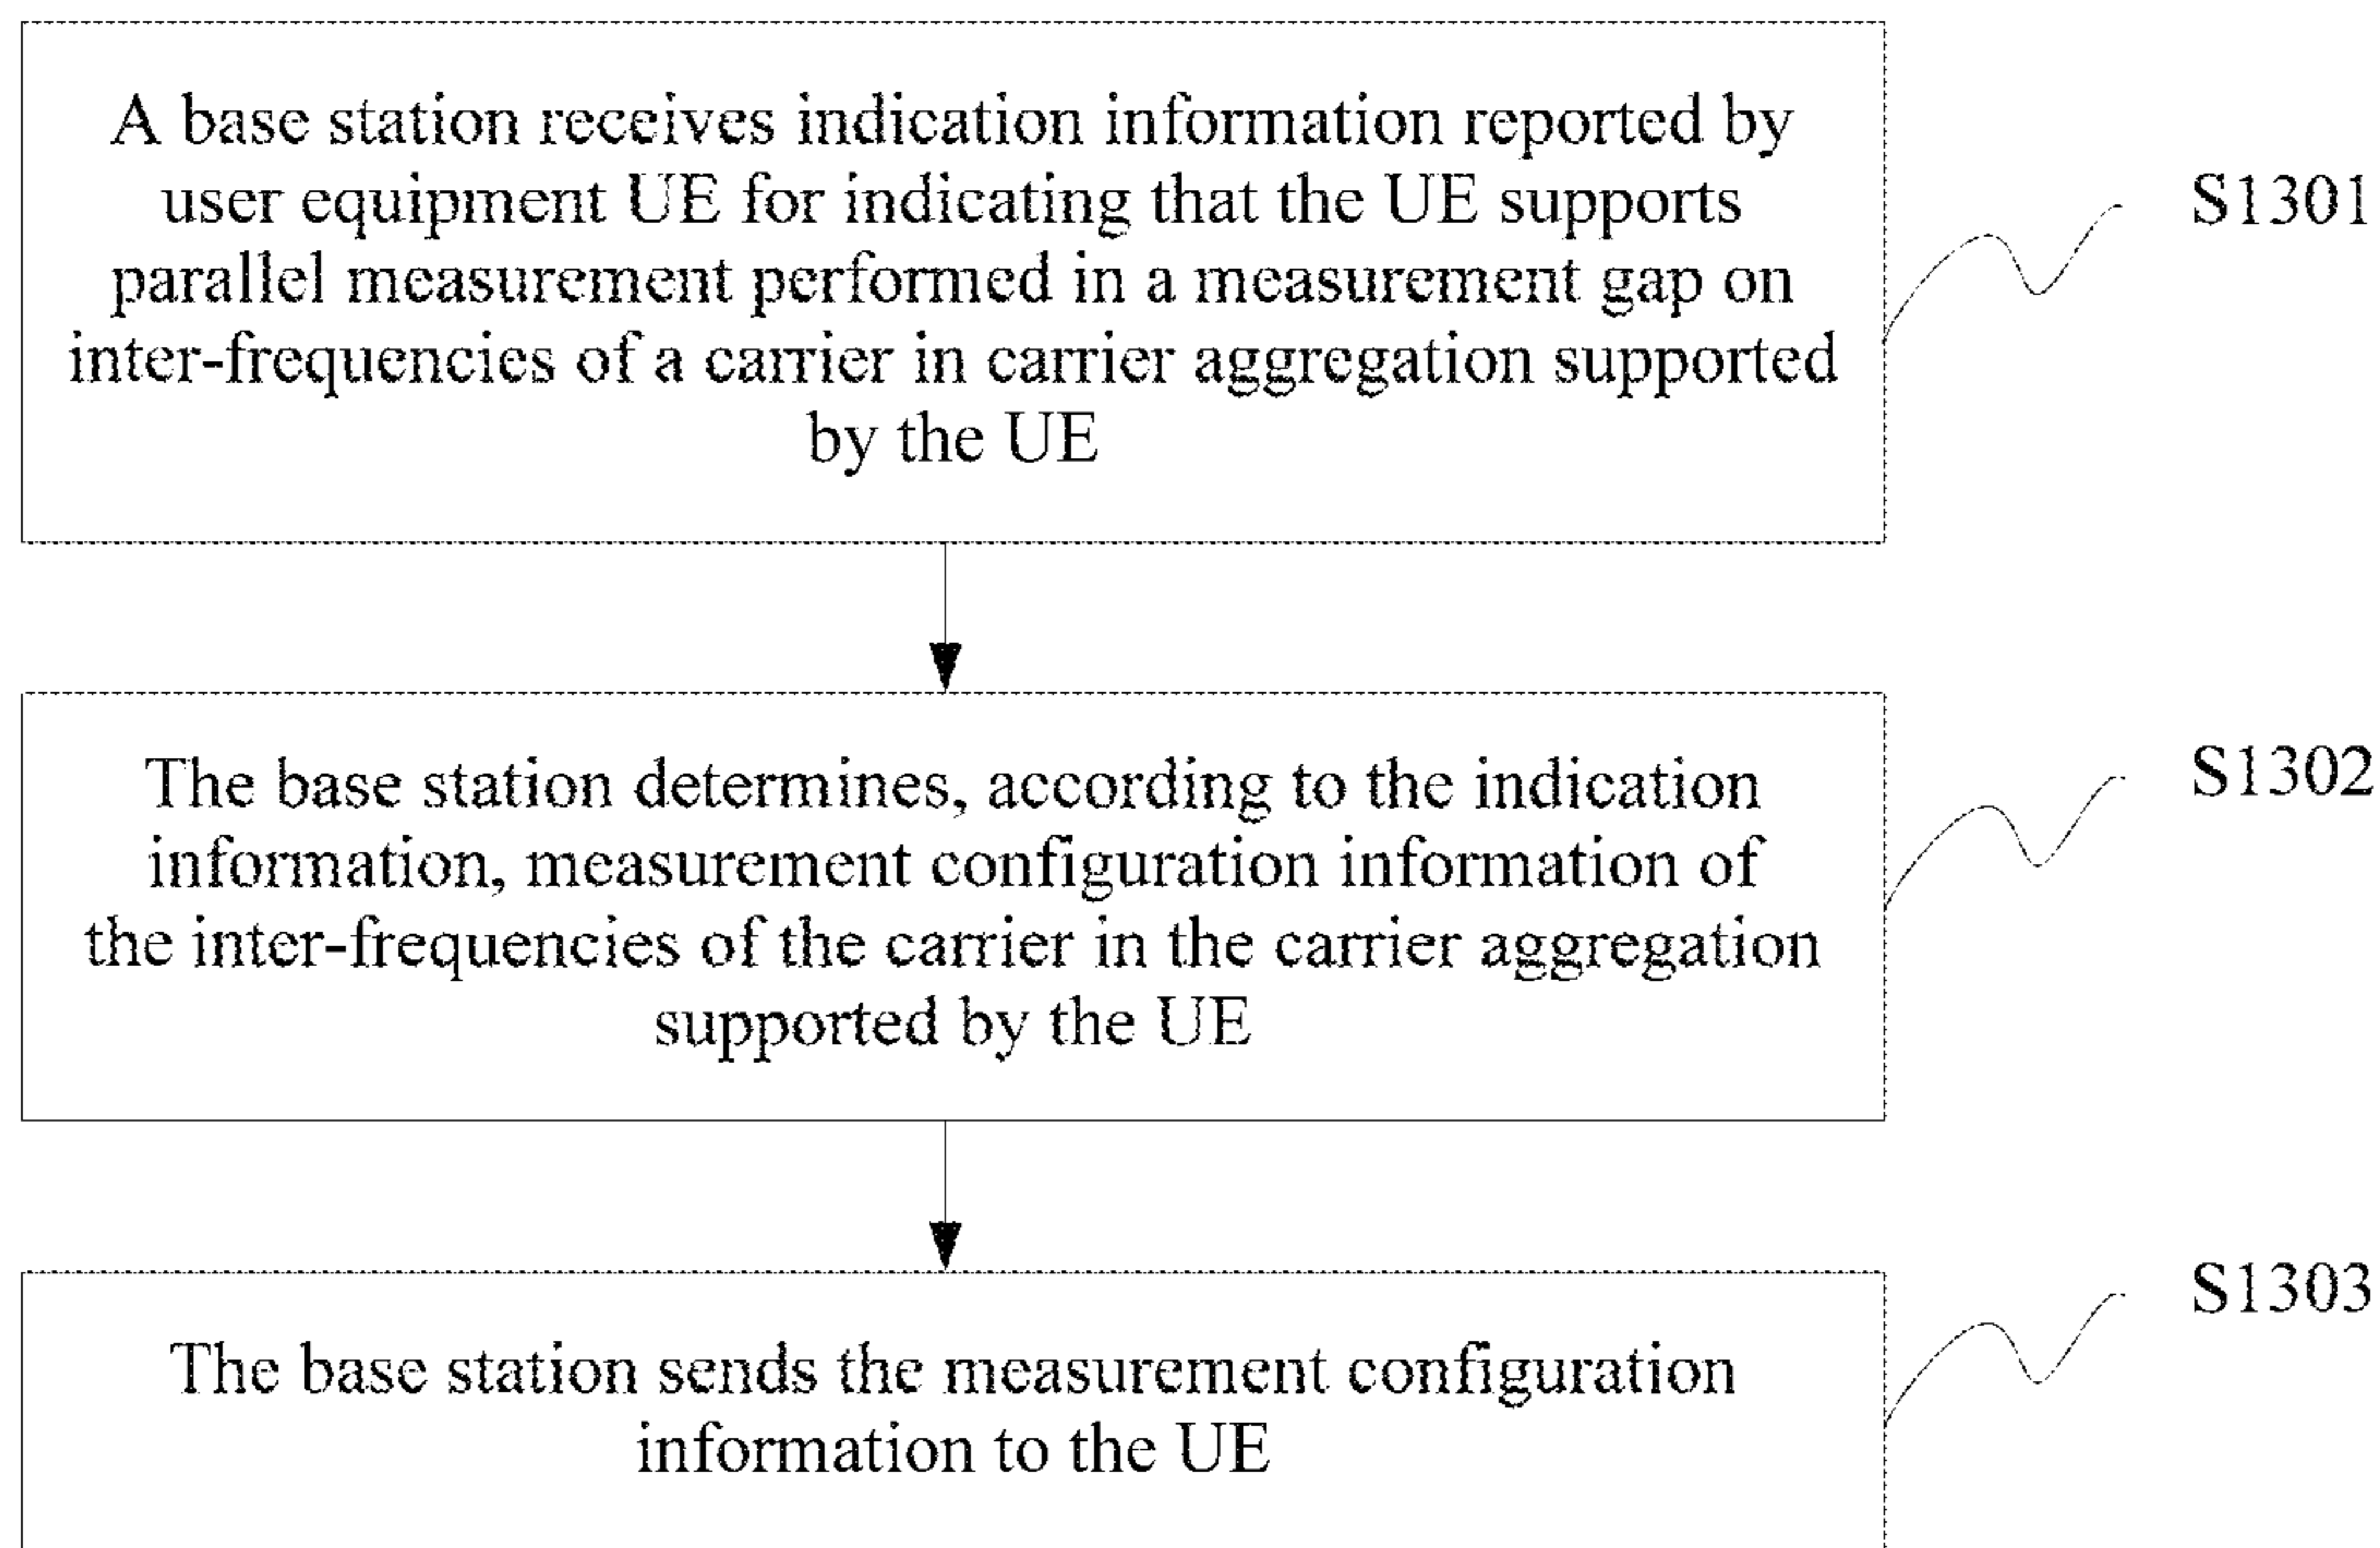 A base station receives indication information reported by
user equipment UE for indicating that the UE supports
parallel measurement performed in a measurement gap on
inter-frequencies of a carrier in carrier aggregation supported
by the UE
S1301
The base station determines, according to the indication
information, measurement configuration information of
the inter-frequencies of the carrier in the carrier aggregation
supported by the UE
S1302
The base station sends the measurement configuration
information to the UE
S1303